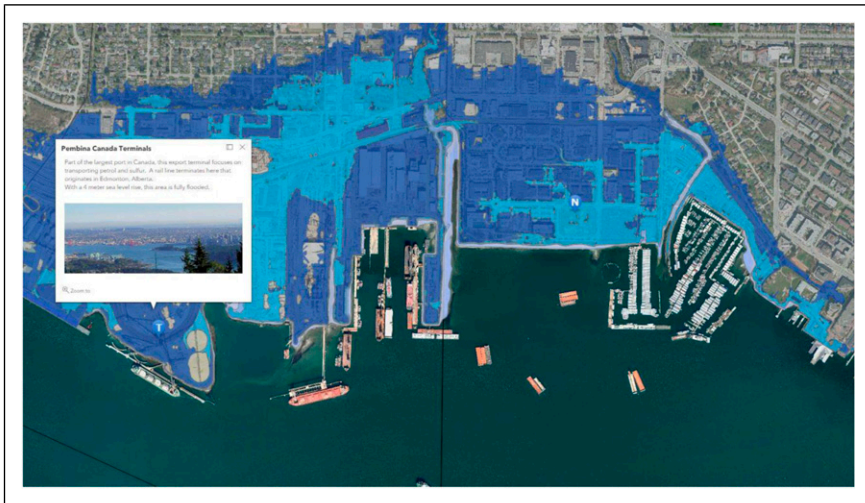 Pembina Canada Terminals
Part of the largest port in Canada, this export terminal focuses on
transporting petrol and sulfur. A rail line terminates here that
originates in Edmonton, Alberta.
With a 4 meter sea level rise, this area is fully flooded.
Zoom to
T
N